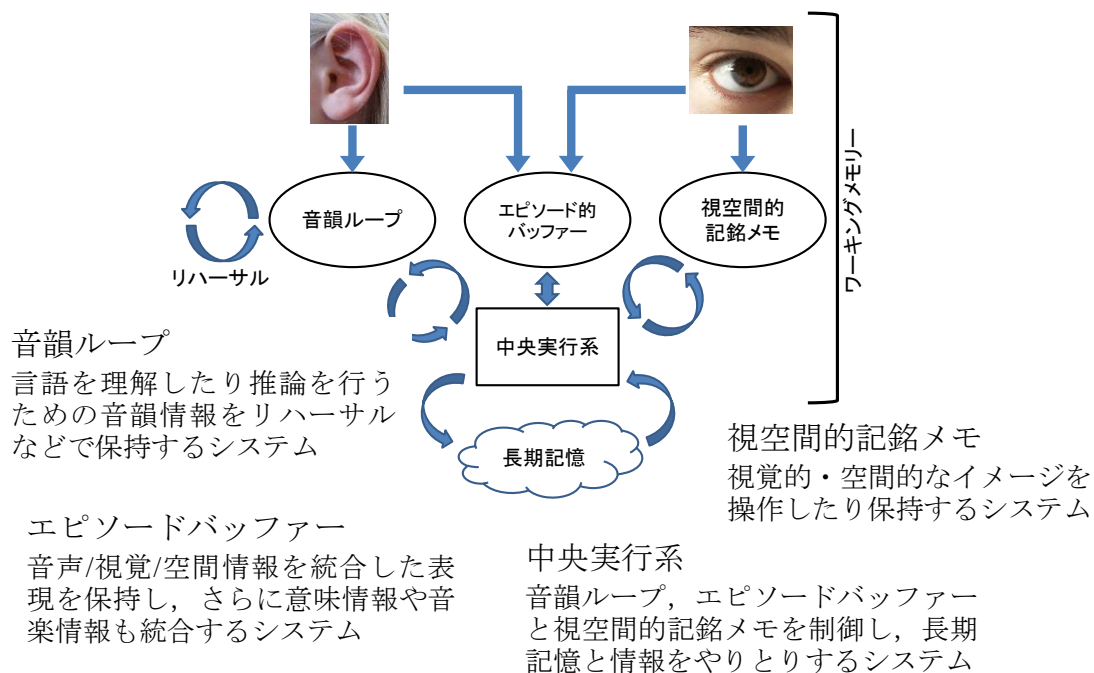 音韻ループ
エピソード的
バッファー
視空間的
記銘メモ
ワーキングメモリー
リハーサル
中央実行系
長期記憶
音韻ループ
言語を理解したり推論を行う
ための音韻情報をリハーサル
などで保持するシステム
視空間的記銘メモ
視覚的・空間的なイメージを
操作したり保持するシステム
エピソードバッファー
音声/視覚/空間情報を統合した表
現を保持し，さらに意味情報や音
楽情報も統合するシステム
中央実行系
音韻ループ，エピソードバッファー
と視空間的記銘メモを制御し，長期
記憶と情報をやりとりするシステム